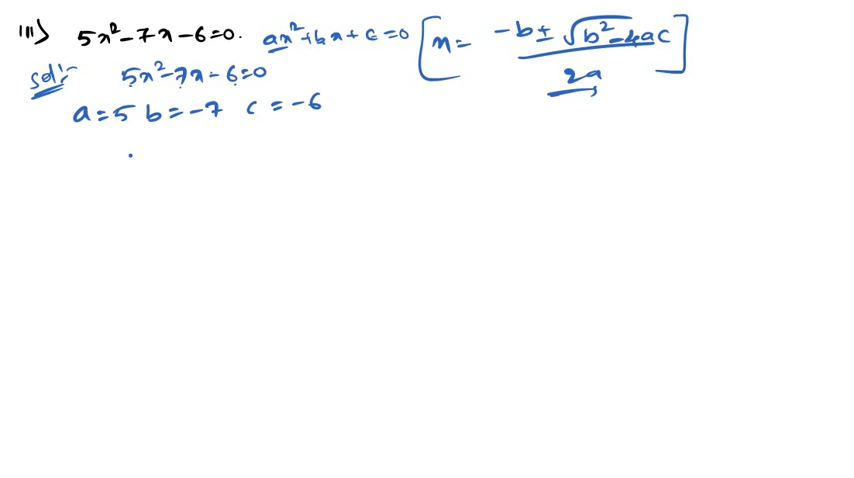 iii) 5x²-7x-6=0. ax²+bx+c=0 [x= -b±√b²-4ac / 2a]
Sol:- 5x²-7x-6=0
a=5 b=-7 c=-6